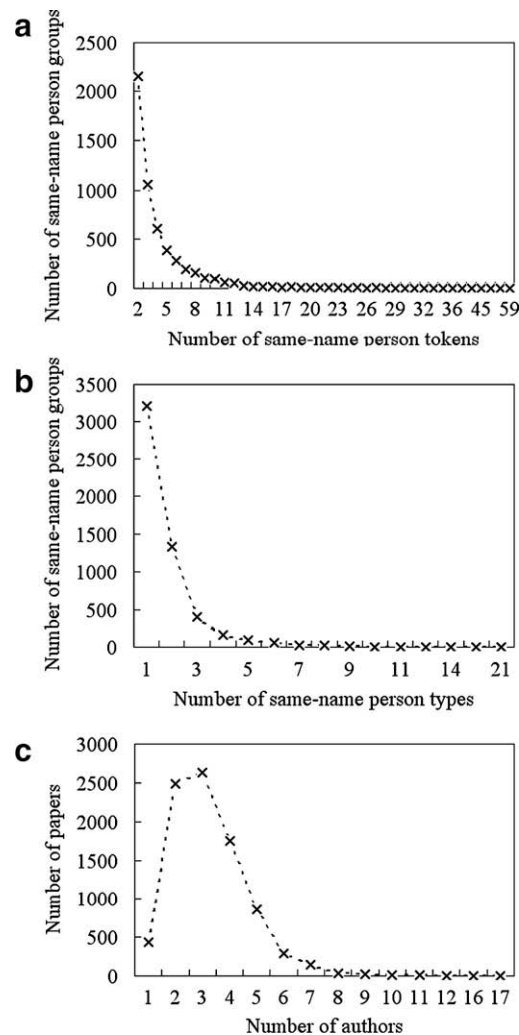 a
Number of same-name person groups
2500
2000
1500
1000
500
0
2 5 8 11 14 17 20 23 26 29 32 36 45 59
Number of same-name person tokens
b
Number of same-name person groups
3500
3000
2500
2000
1500
1000
500
0
1 3 5 7 9 11 14 21
Number of same-name person types
c
Number of papers
3000
2500
2000
1500
1000
500
0
1 2 3 4 5 6 7 8 9 10 11 12 16 17
Number of authors